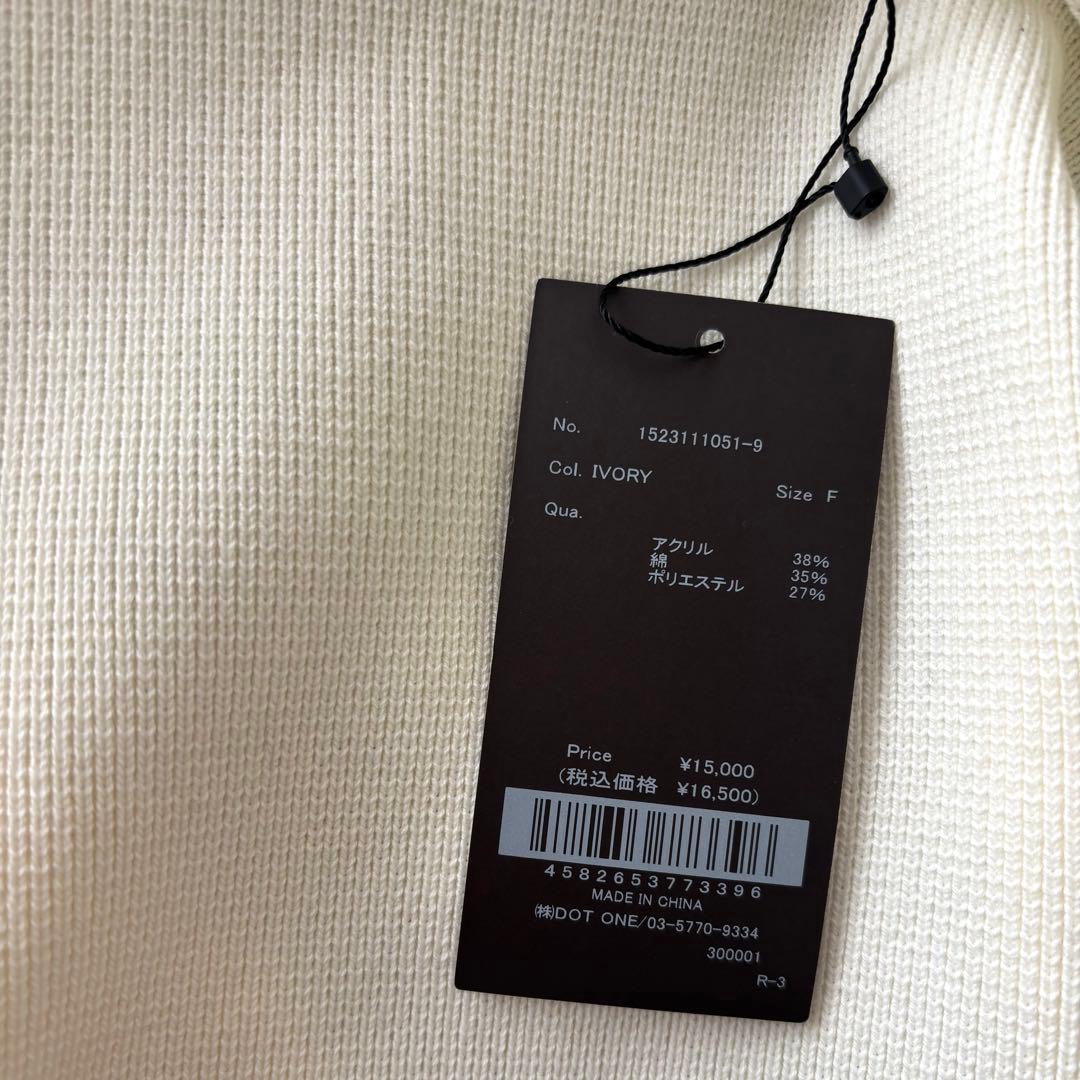 No. 1523111051-9
Col. IVORY
Size F
Qua.
アクリル 38%
綿 35%
ポリエステル 27%
Price ¥15,000
(税込価格 ¥16,500)
4582653773396
MADE IN CHINA
㈱DOT ONE/03-5770-9334
300001
R-3